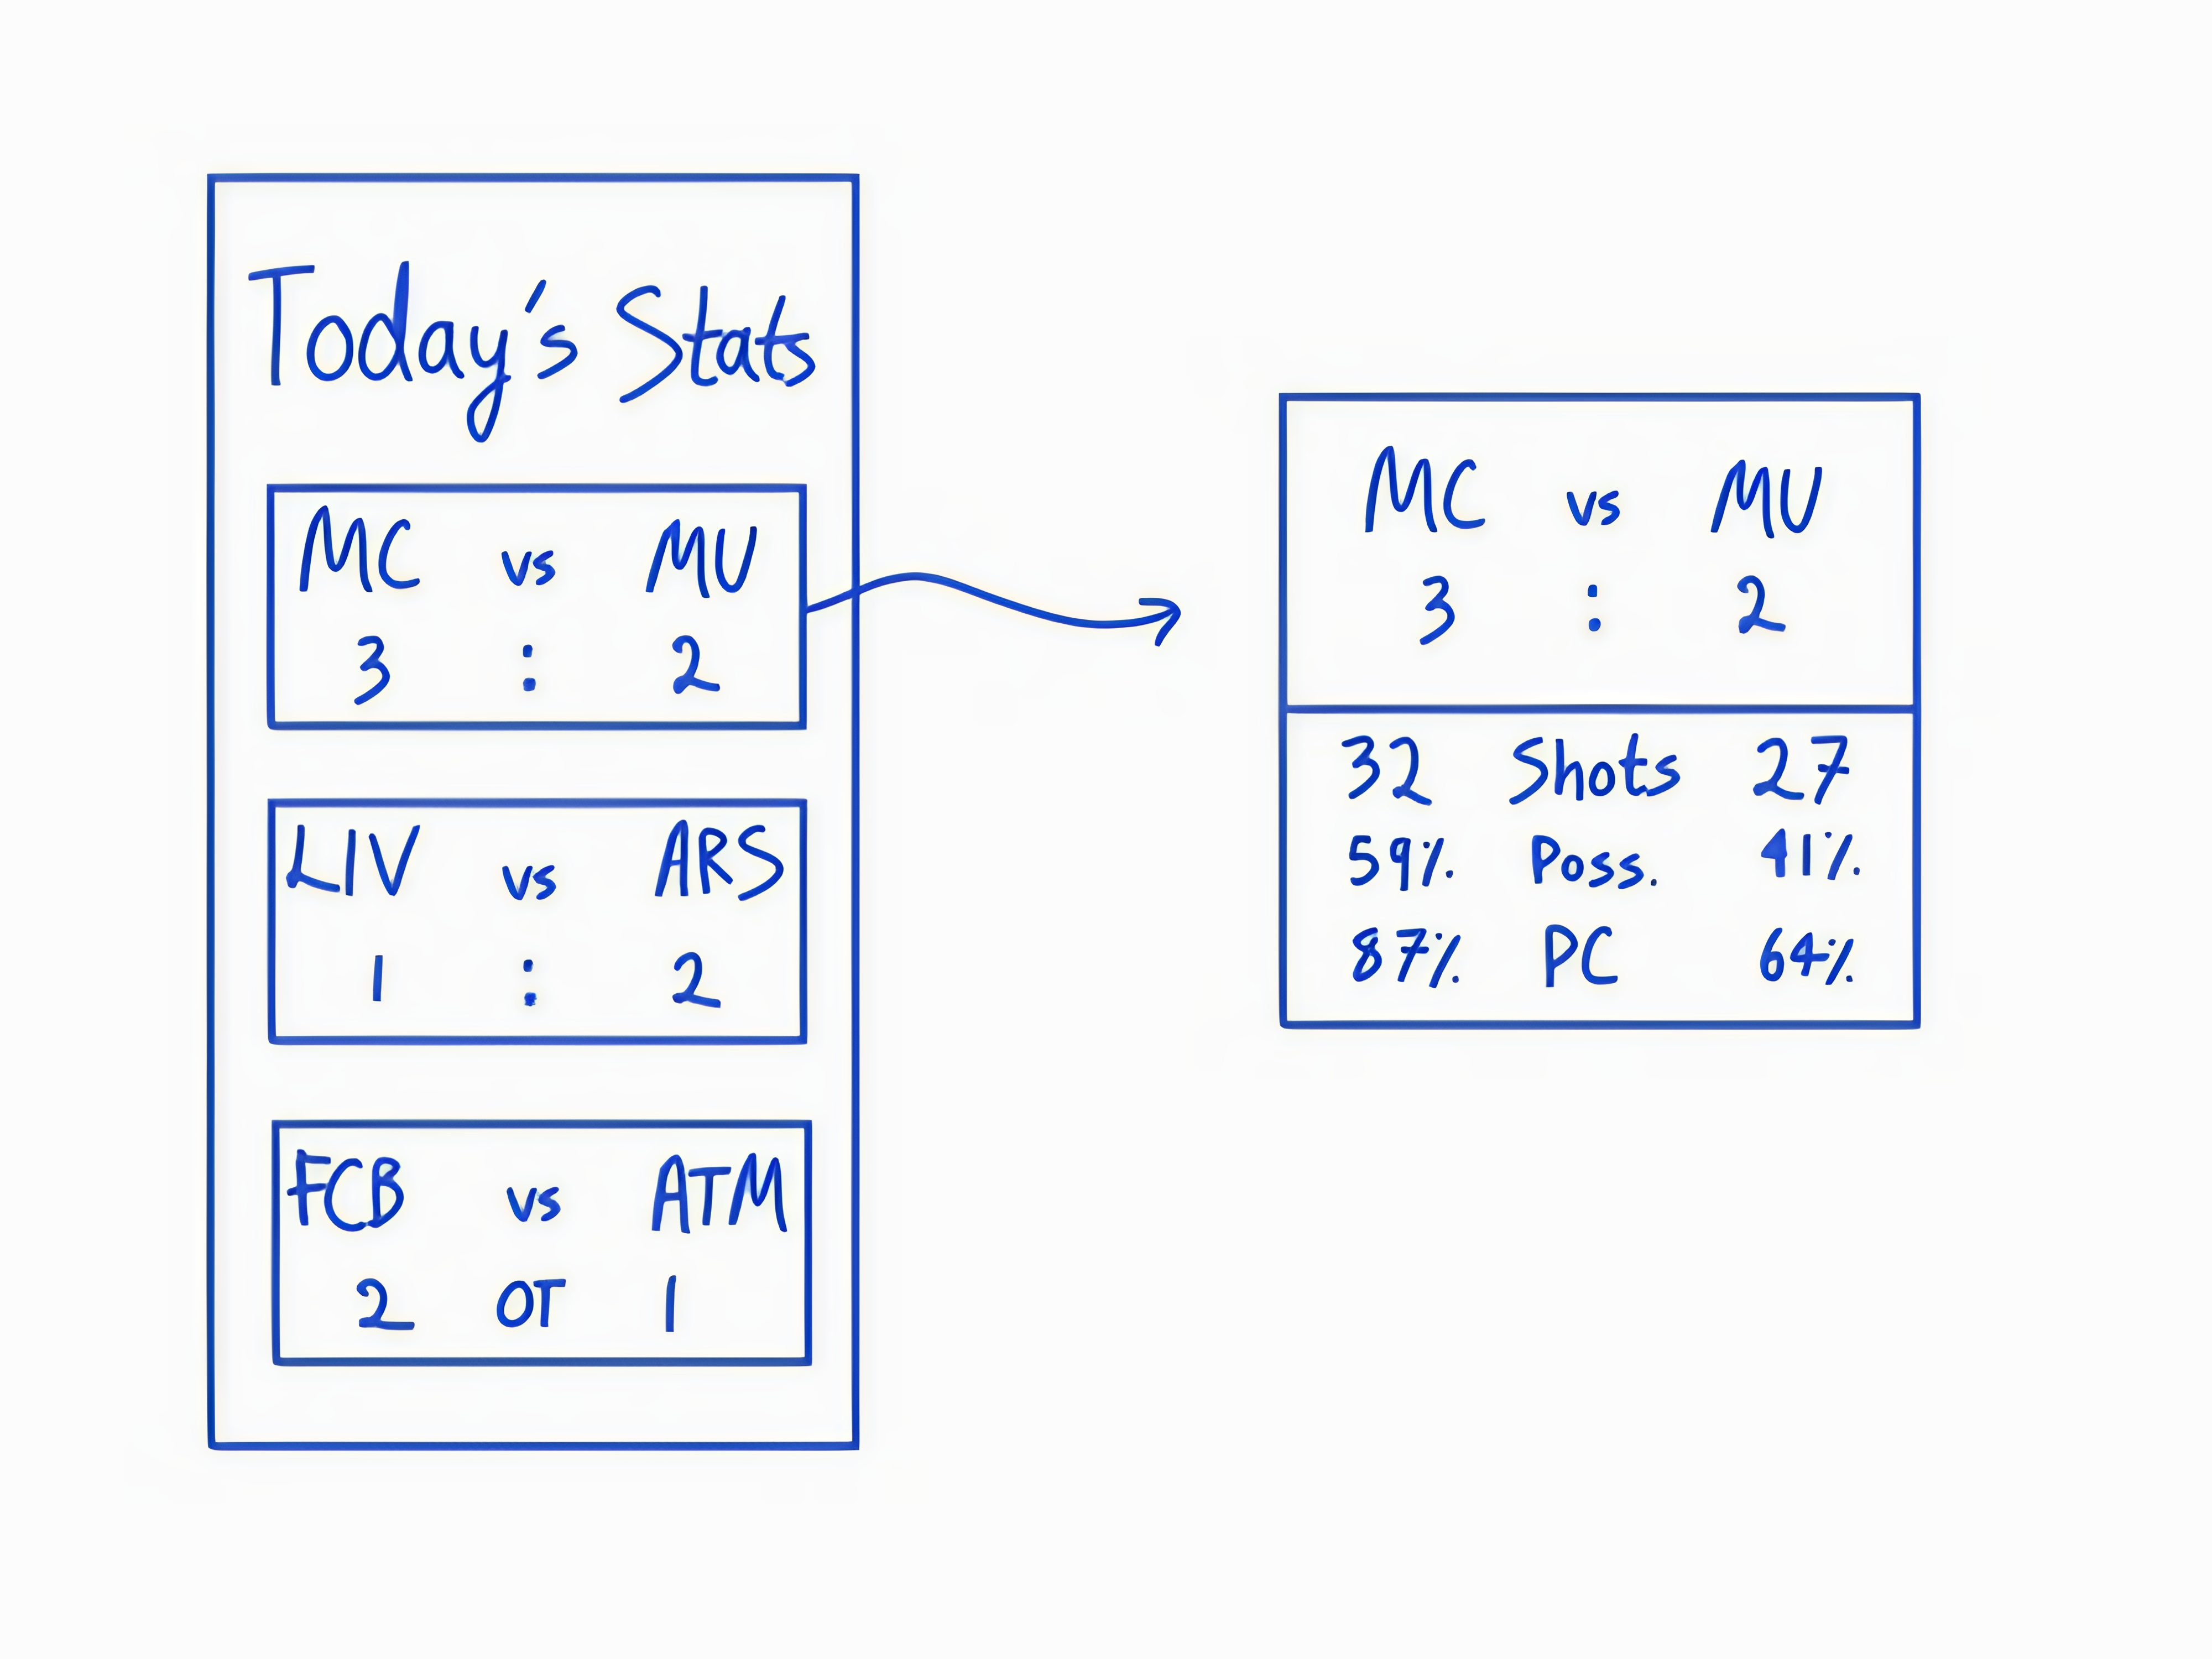 Today's Stats
MC vs MU
3 : 2
LIV vs ARS
1 : 2
FCB vs ATM
2 OT 1
MC vs MU
3 : 2
32 Shots 27
59% Poss. 41%
87% PC 64%